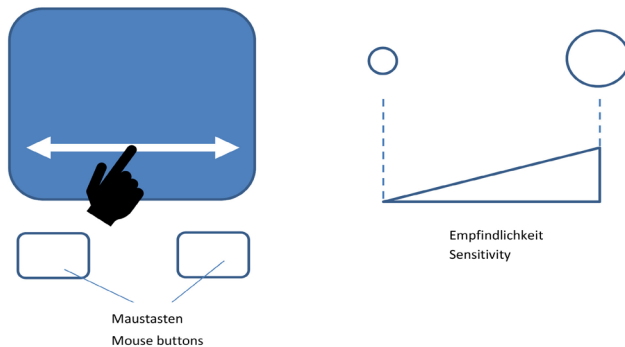 Empfindlichkeit
Sensitivity
Maustasten
Mouse buttons